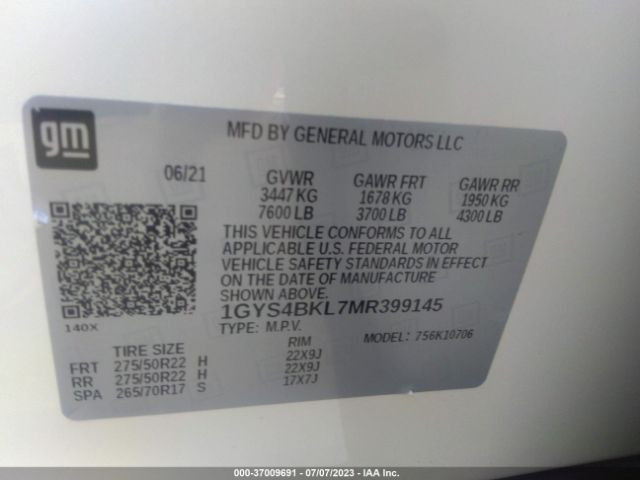 gm
MFD BY GENERAL MOTORS LLC
06/21 GVWR GAWR FRT GAWR RR
3447 KG 1678 KG 1950 KG
7600 LB 3700 LB 4300 LB
THIS VEHICLE CONFORMS TO ALL
APPLICABLE U.S. FEDERAL MOTOR
VEHICLE SAFETY STANDARDS IN EFFECT
ON THE DATE OF MANUFACTURE
SHOWN ABOVE.
140X
1GYS4BKL7MR399145
TYPE: M.P.V. 756K10706
TIRE SIZE RIM
FRT 275/50R22 H 22X9J
RR 275/50R22 H 22X9J
SPA 265/70R17 S 17X7J
000-37009691 - 07/07/2023 - IAA Inc.